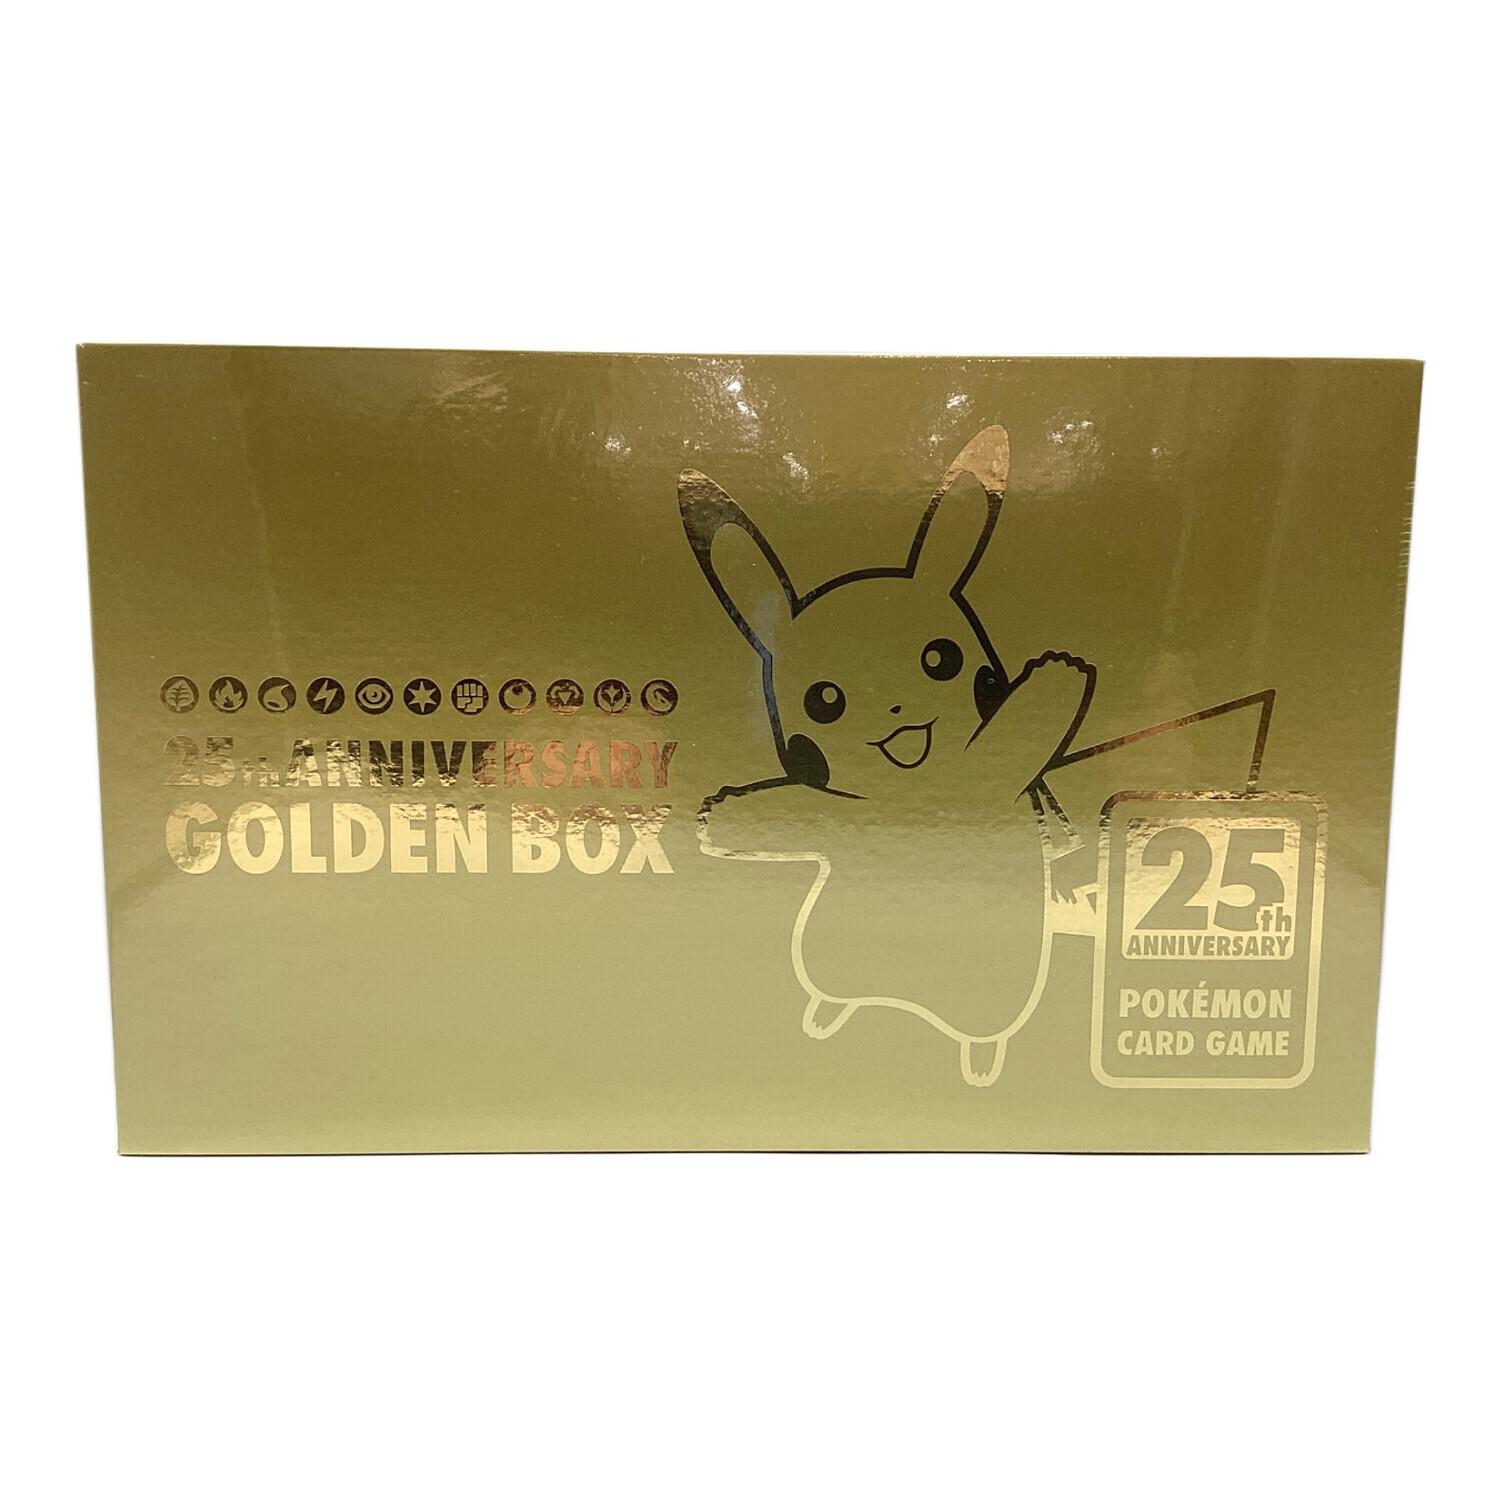 25th ANNIVERSARY
GOLDEN BOX
25th
ANNIVERSARY
POKÉMON
CARD GAME